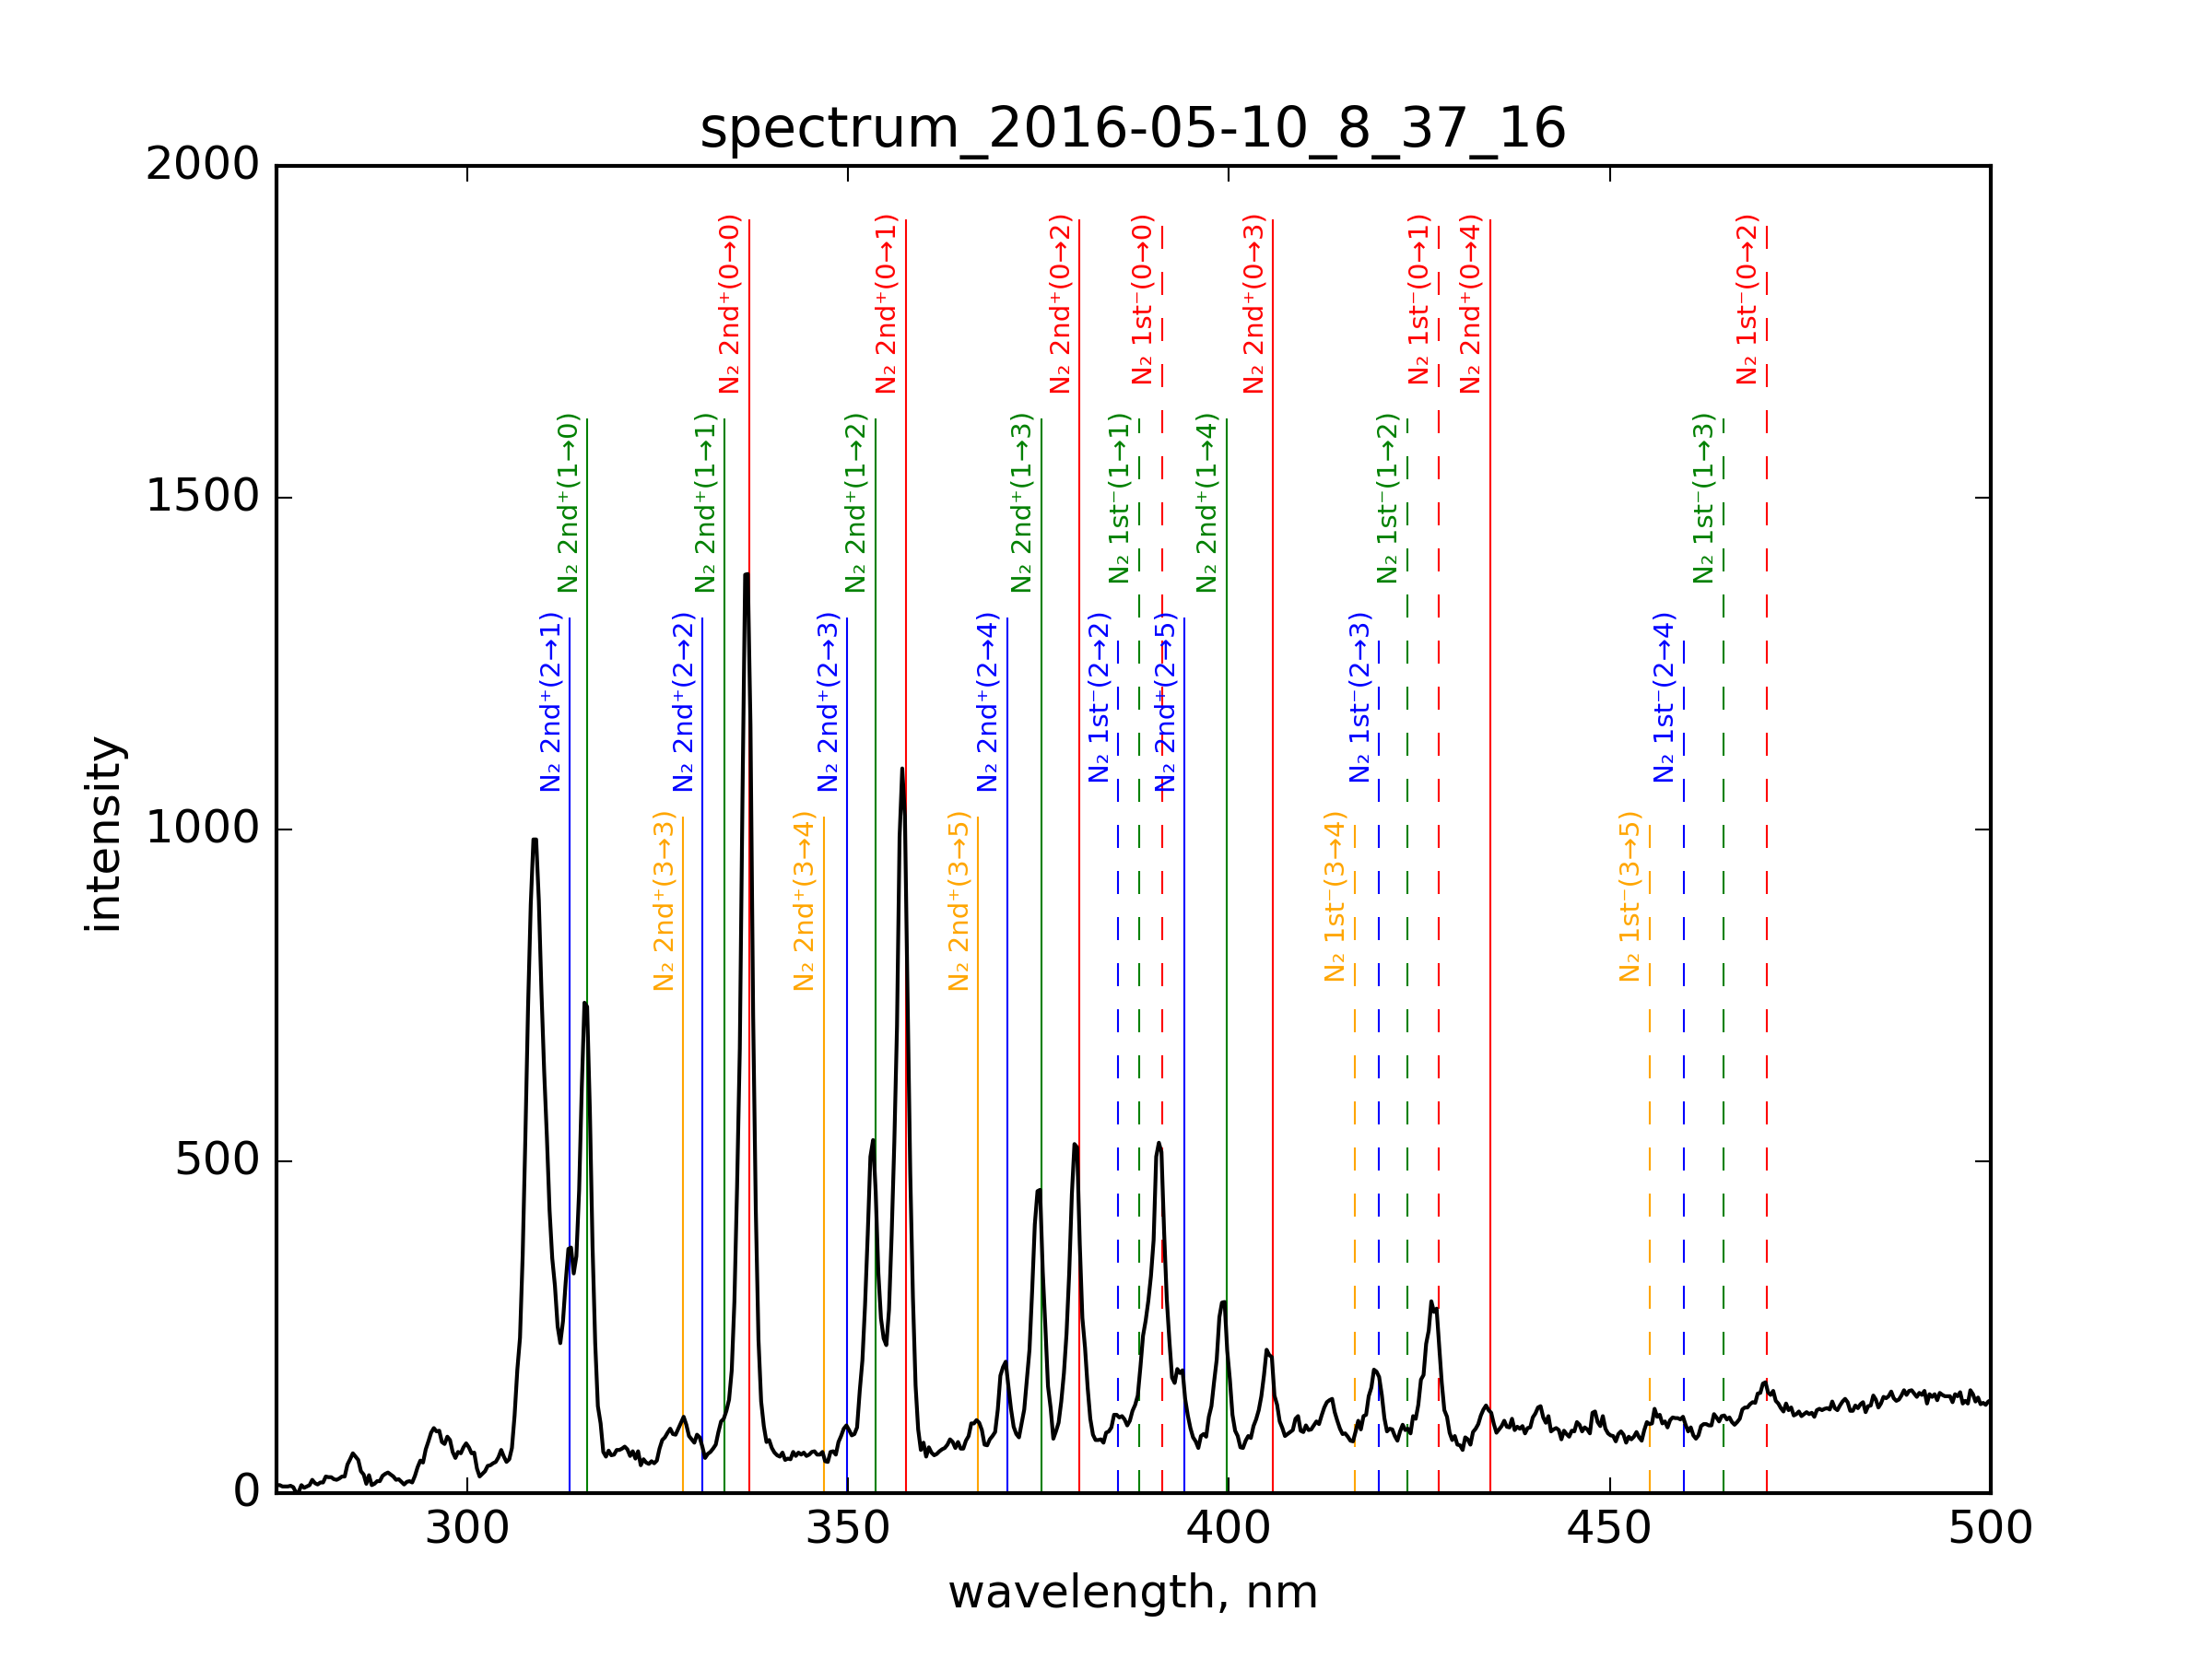 spectrum_2016-05-10_8_37_16
2000
1500
1000
500
0
intensity
N₂ 2nd⁺(0→0)
N₂ 2nd⁺(0→1)
N₂ 2nd⁺(0→2)
N₂ 1st⁻(0→0)
N₂ 2nd⁺(0→3)
N₂ 1st⁻(0→1)
N₂ 2nd⁺(0→4)
N₂ 1st⁻(0→2)
N₂ 2nd⁺(1→0)
N₂ 2nd⁺(1→1)
N₂ 2nd⁺(1→2)
N₂ 2nd⁺(1→3)
N₂ 1st⁻(1→1)
N₂ 2nd⁺(1→4)
N₂ 1st⁻(1→2)
N₂ 1st⁻(1→3)
N₂ 2nd⁺(2→1)
N₂ 2nd⁺(2→2)
N₂ 2nd⁺(2→3)
N₂ 2nd⁺(2→4)
N₂ 1st⁻(2→2)
N₂ 2nd⁺(2→5)
N₂ 1st⁻(2→3)
N₂ 1st⁻(2→4)
N₂ 2nd⁺(3→3)
N₂ 2nd⁺(3→4)
N₂ 2nd⁺(3→5)
N₂ 1st⁻(3→4)
N₂ 1st⁻(3→5)
300 350 400 450 500
wavelength, nm